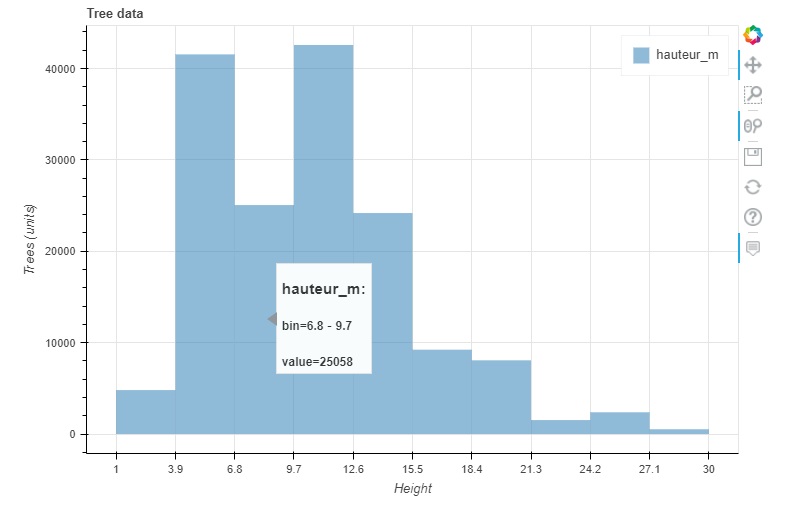 Tree data
hauteur_m
40000
30000
20000
10000
0
Trees (units)
hauteur_m:
bin=6.8 - 9.7
value=25058
1 3.9 6.8 9.7 12.6 15.5 18.4 21.3 24.2 27.1 30
Height